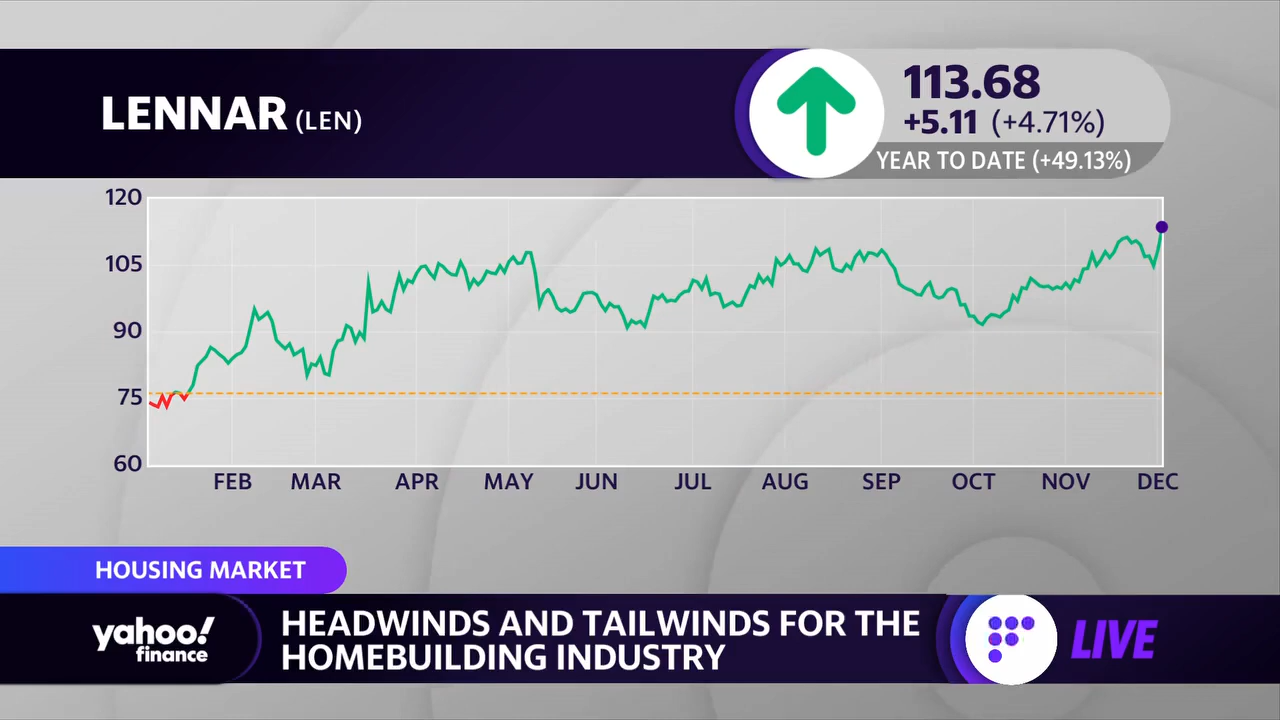 LENNAR (LEN)
113.68
+5.11 (+4.71%)
YEAR TO DATE (+49.13%)
120
105
90
75
60
FEB MAR APR MAY JUN JUL AUG SEP OCT NOV DEC
HOUSING MARKET
yahoo!
finance
HEADWINDS AND TAILWINDS FOR THE
HOMEBUILDING INDUSTRY
LIVE